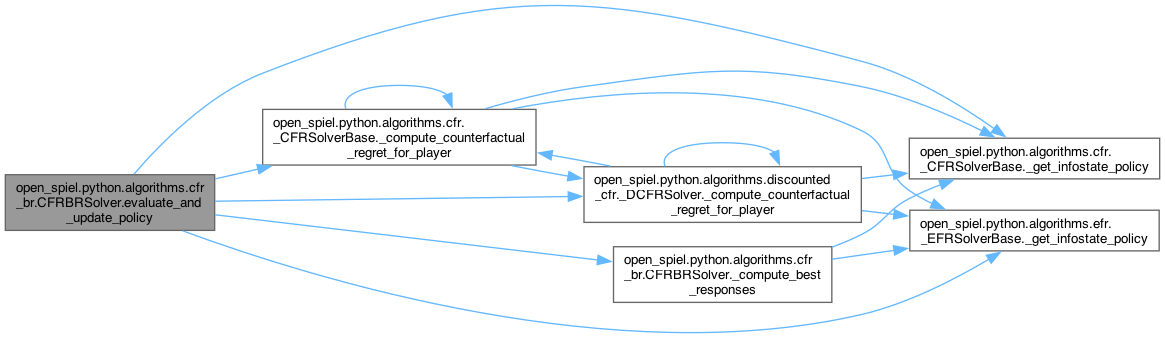 open_spiel.python.algorithms.cfr
_br.CFRBRSolver.evaluate_and
_update_policy
open_spiel.python.algorithms.cfr.
_CFRSolverBase._compute_counterfactual
_regret_for_player
open_spiel.python.algorithms.discounted
_cfr._DCFRSolver._compute_counterfactual
_regret_for_player
open_spiel.python.algorithms.cfr
_br.CFRBRSolver._compute_best
_responses
open_spiel.python.algorithms.cfr.
_CFRSolverBase._get_infostate_policy
open_spiel.python.algorithms.efr.
_EFRSolverBase._get_infostate_policy